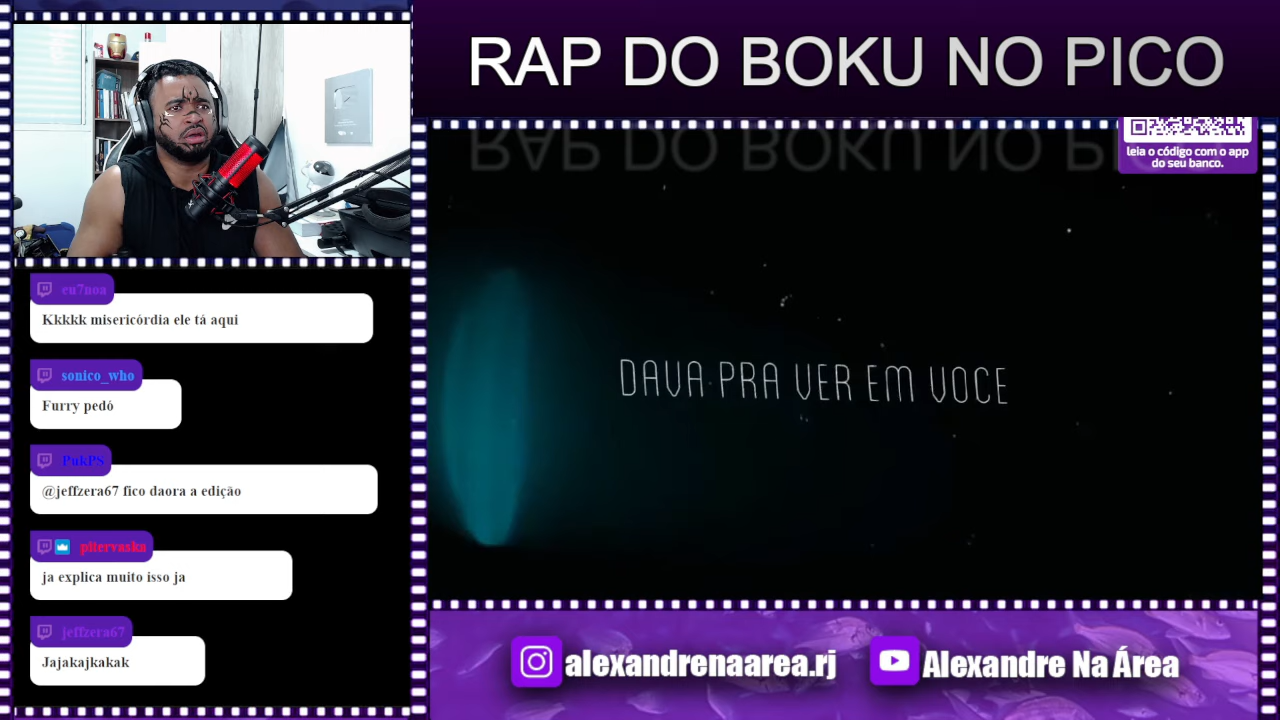 RAP DO BOKU NO PICO
leia o código com o app
do seu banco.
DAVA PRA VER EM VOCE
eu7noa
Kkkkk misericórdia ele tá aqui
sonico_who
Furry pedó
PukPS
@jeffzera67 fico daora a edição
pitervaska
ja explica muito isso ja
jeffzera67
Jajakajkakak
alexandrenaarea.rj
Alexandre Na Área